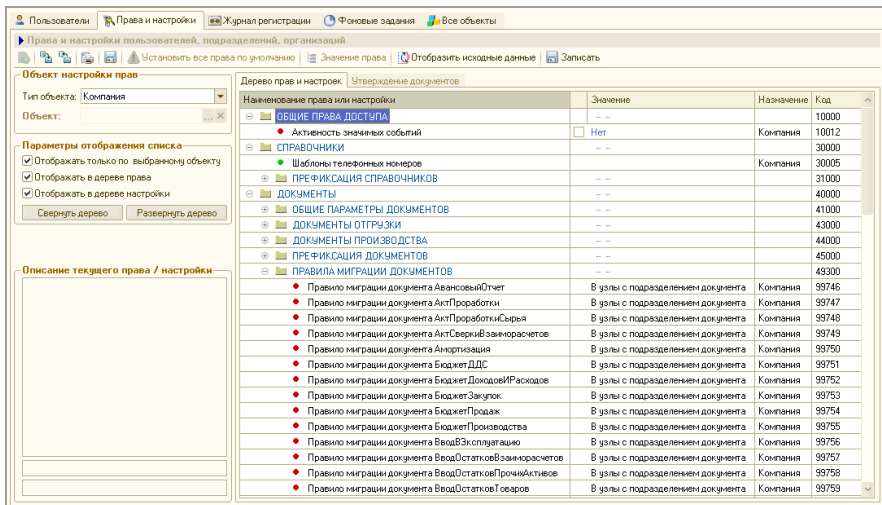 Пользователи Права и настройки Журнал регистрации Фоновые задания Все объекты
Права и настройки пользователей, подразделений, организаций
Установить все права по умолчанию Значение права Отобразить исходные данные Записать
Объект настройки прав
Тип объекта: Компания
Объект:
Параметры отображения списка
Отображать только по выбранному объекту
Отображать в дереве права
Отображать в дереве настройки
Свернуть дерево Развернуть дерево
Описание текущего права / настройки
Дерево прав и настроек Утверждение документов
Наименование права или настройки Значение Назначение Код
ОБЩИЕ ПРАВА ДОСТУПА -- -- 10000
Активность значимых событий Нет Компания 10012
СПРАВОЧНИКИ -- -- 30000
Шаблоны телефонных номеров Компания 30005
ПРЕФИКСАЦИЯ СПРАВОЧНИКОВ 31000
ДОКУМЕНТЫ -- -- 40000
ОБЩИЕ ПАРАМЕТРЫ ДОКУМЕНТОВ -- -- 41000
ДОКУМЕНТЫ ОТГРУЗКИ -- -- 43000
ДОКУМЕНТЫ ПРОИЗВОДСТВА -- -- 44000
ПРЕФИКСАЦИЯ ДОКУМЕНТОВ -- -- 45000
ПРАВИЛА МИГРАЦИИ ДОКУМЕНТОВ -- -- 49300
Правило миграции документа АвансовыйОтчет В узлы с подразделением документа Компания 99746
Правило миграции документа АктПроработки В узлы с подразделением документа Компания 99747
Правило миграции документа АктПроработкиСырья В узлы с подразделением документа Компания 99748
Правило миграции документа АктСверкиВзаиморасчетов В узлы с подразделением документа Компания 99749
Правило миграции документа Амортизация В узлы с подразделением документа Компания 99750
Правило миграции документа БюджетДДС В узлы с подразделением документа Компания 99751
Правило миграции документа БюджетДоходовИРасходов В узлы с подразделением документа Компания 99752
Правило миграции документа БюджетЗакупок В узлы с подразделением документа Компания 99753
Правило миграции документа БюджетПродаж В узлы с подразделением документа Компания 99754
Правило миграции документа БюджетПроизводства В узлы с подразделением документа Компания 99755
Правило миграции документа ВводВЭксплуатацию В узлы с подразделением документа Компания 99756
Правило миграции документа ВводОстатковВзаиморасчетов В узлы с подразделением документа Компания 99757
Правило миграции документа ВводОстатковПрочихАктивов В узлы с подразделением документа Компания 99758
Правило миграции документа ВводОстатковТоваров В узлы с подразделением документа Компания 99759